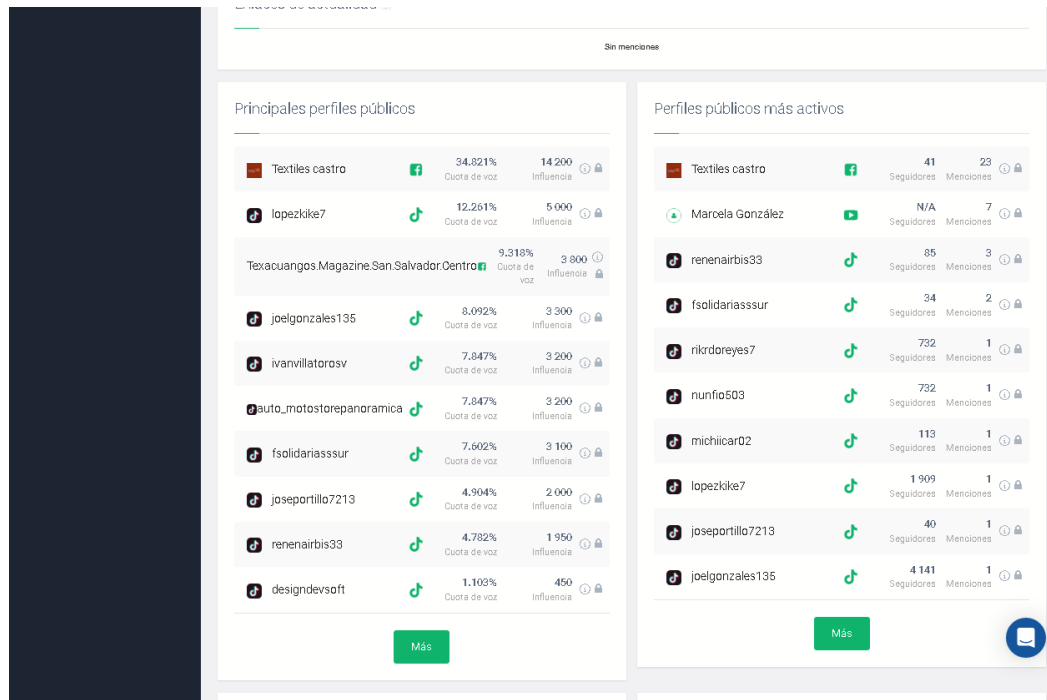 Enlaces de actualidad
Sin menciones
Principales perfiles públicos
Textiles castro 34.821% 14 200
Cuota de voz Influencia
lopezkike7 12.261% 5 000
Cuota de voz Influencia
Texacuangos.Magazine.San.Salvador.Centro 9.318% 3 800
Cuota de voz Influencia
joelgonzales135 8.092% 3 300
Cuota de voz Influencia
ivanvillatorosv 7.847% 3 200
Cuota de voz Influencia
auto_motostorepanoramica 7.847% 3 200
Cuota de voz Influencia
fsolidariasssur 7.602% 3 100
Cuota de voz Influencia
joseportillo7213 4.904% 2 000
Cuota de voz Influencia
renenairbis33 4.782% 1 950
Cuota de voz Influencia
designdevsoft 1.103% 450
Cuota de voz Influencia
Más
Perfiles públicos más activos
Textiles castro 41 23
Seguidores Menciones
Marcela González N/A 7
Seguidores Menciones
renenairbis33 85 3
Seguidores Menciones
fsolidariasssur 34 2
Seguidores Menciones
rikrdoreyes7 732 1
Seguidores Menciones
nunfio503 732 1
Seguidores Menciones
michiicar02 113 1
Seguidores Menciones
lopezkike7 1 909 1
Seguidores Menciones
joseportillo7213 40 1
Seguidores Menciones
joelgonzales135 4 141 1
Seguidores Menciones
Más